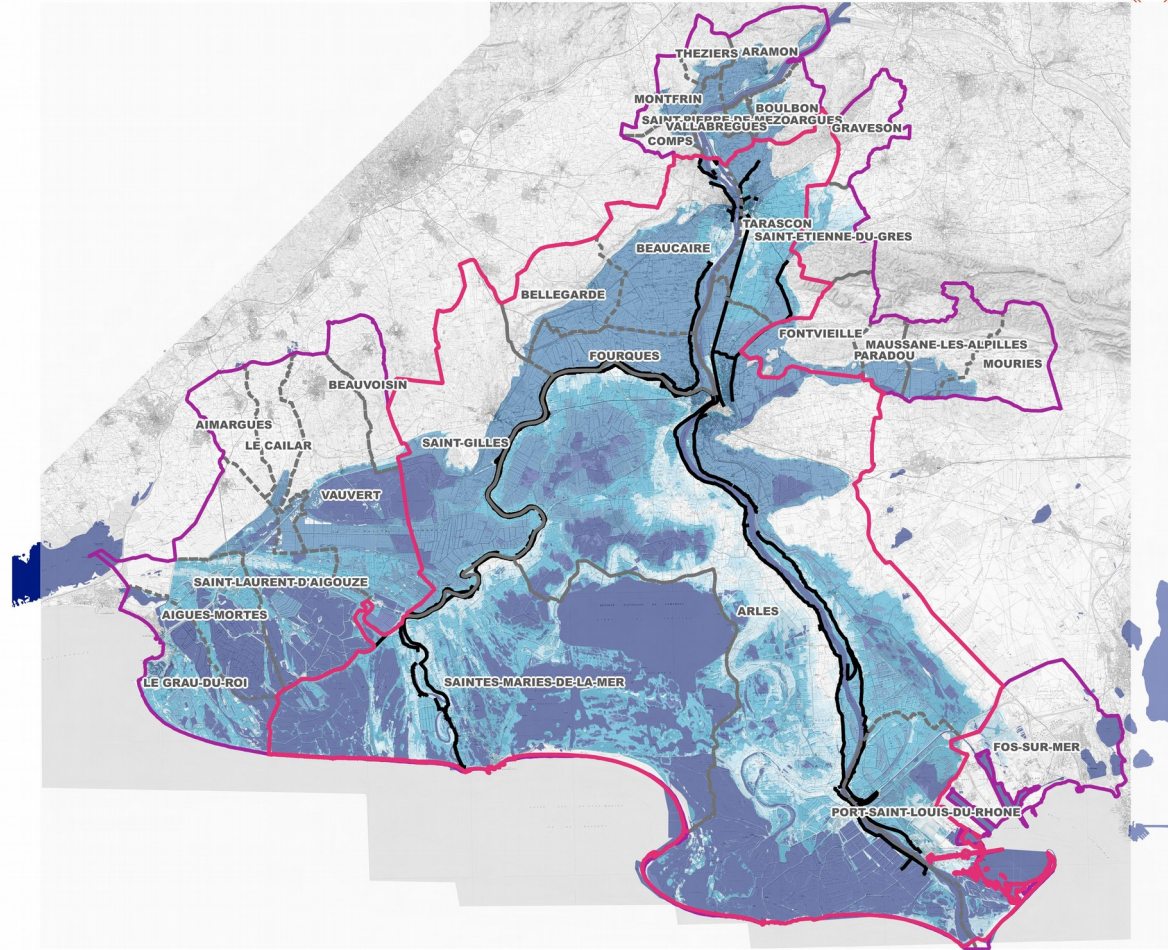 THEZIERS
ARAMON
MONTFRIN
BOULBON
SAINT-PIERRE-DE-MEZOARGUES
VALLABREGUES
GRAVESON
COMPS
TARASCON
SAINT-ETIENNE-DU-GRES
BEAUCAIRE
BELLEGARDE
FONTVIEILLE
MAUSSANE-LES-ALPILLES
PARADOU
MOURIES
FOURQUES
BEAUVOISIN
AIMARGUES
LE CAILAR
SAINT-GILLES
VAUVERT
SAINT-LAURENT-D'AIGOUZE
AIGUES-MORTES
ARLES
LE GRAU-DU-ROI
SAINTES-MARIES-DE-LA-MER
FOS-SUR-MER
PORT-SAINT-LOUIS-DU-RHONE